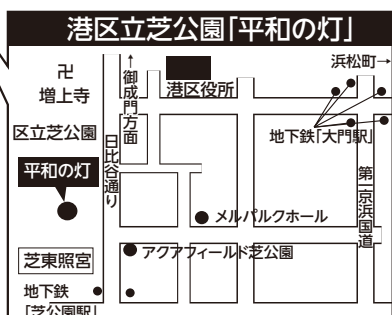 港区立芝公園「平和の灯」
卍
増上寺
↑御成門方面
港区役所
浜松町→
区立芝公園
日比谷通り
地下鉄「大門駅」
平和の灯
第一京浜国道
メルパルクホール
芝東照宮
アクアフィールド芝公園
地下鉄
「芝公園駅」